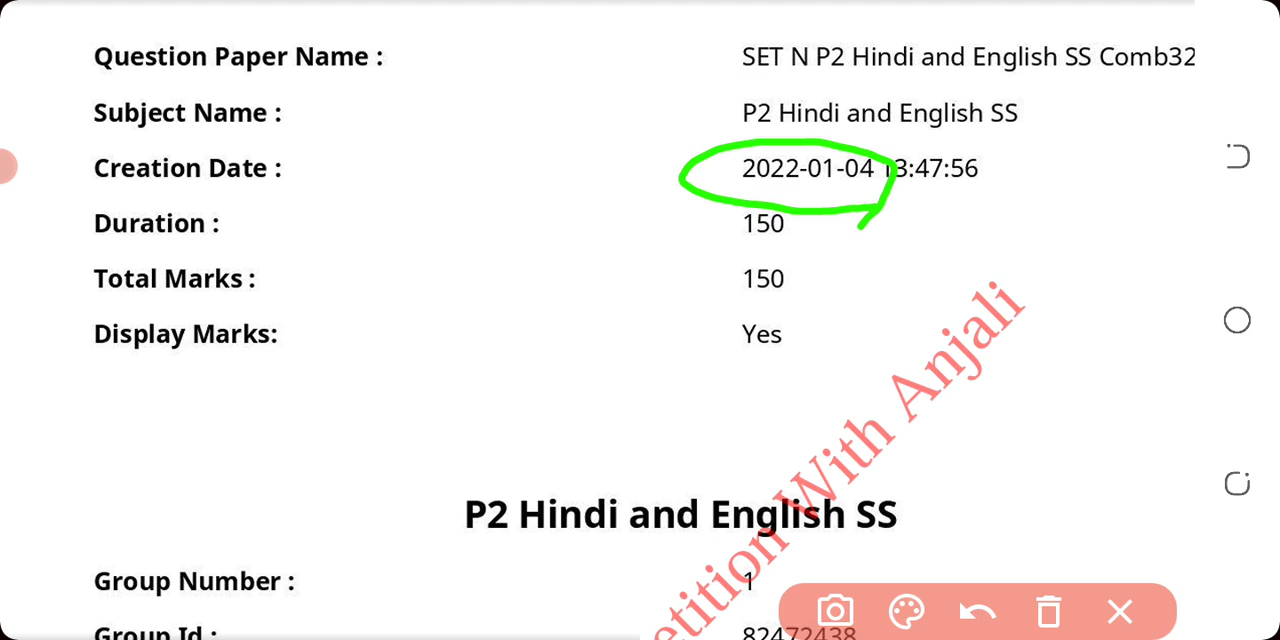 Question Paper Name : SET N P2 Hindi and English SS Comb32
Subject Name : P2 Hindi and English SS
Creation Date : 2022-01-04 13:47:56
Duration : 150
Total Marks : 150
Display Marks: Yes
P2 Hindi and English SS
Group Number : 1
Group Id : 82472438
etition With Anjali